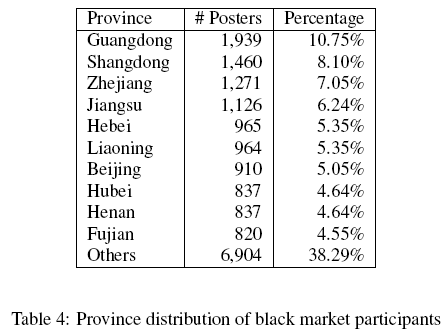 Province # Posters Percentage
Guangdong 1,939 10.75%
Shangdong 1,460 8.10%
Zhejiang 1,271 7.05%
Jiangsu 1,126 6.24%
Hebei 965 5.35%
Liaoning 964 5.35%
Beijing 910 5.05%
Hubei 837 4.64%
Henan 837 4.64%
Fujian 820 4.55%
Others 6,904 38.29%
Table 4: Province distribution of black market participants